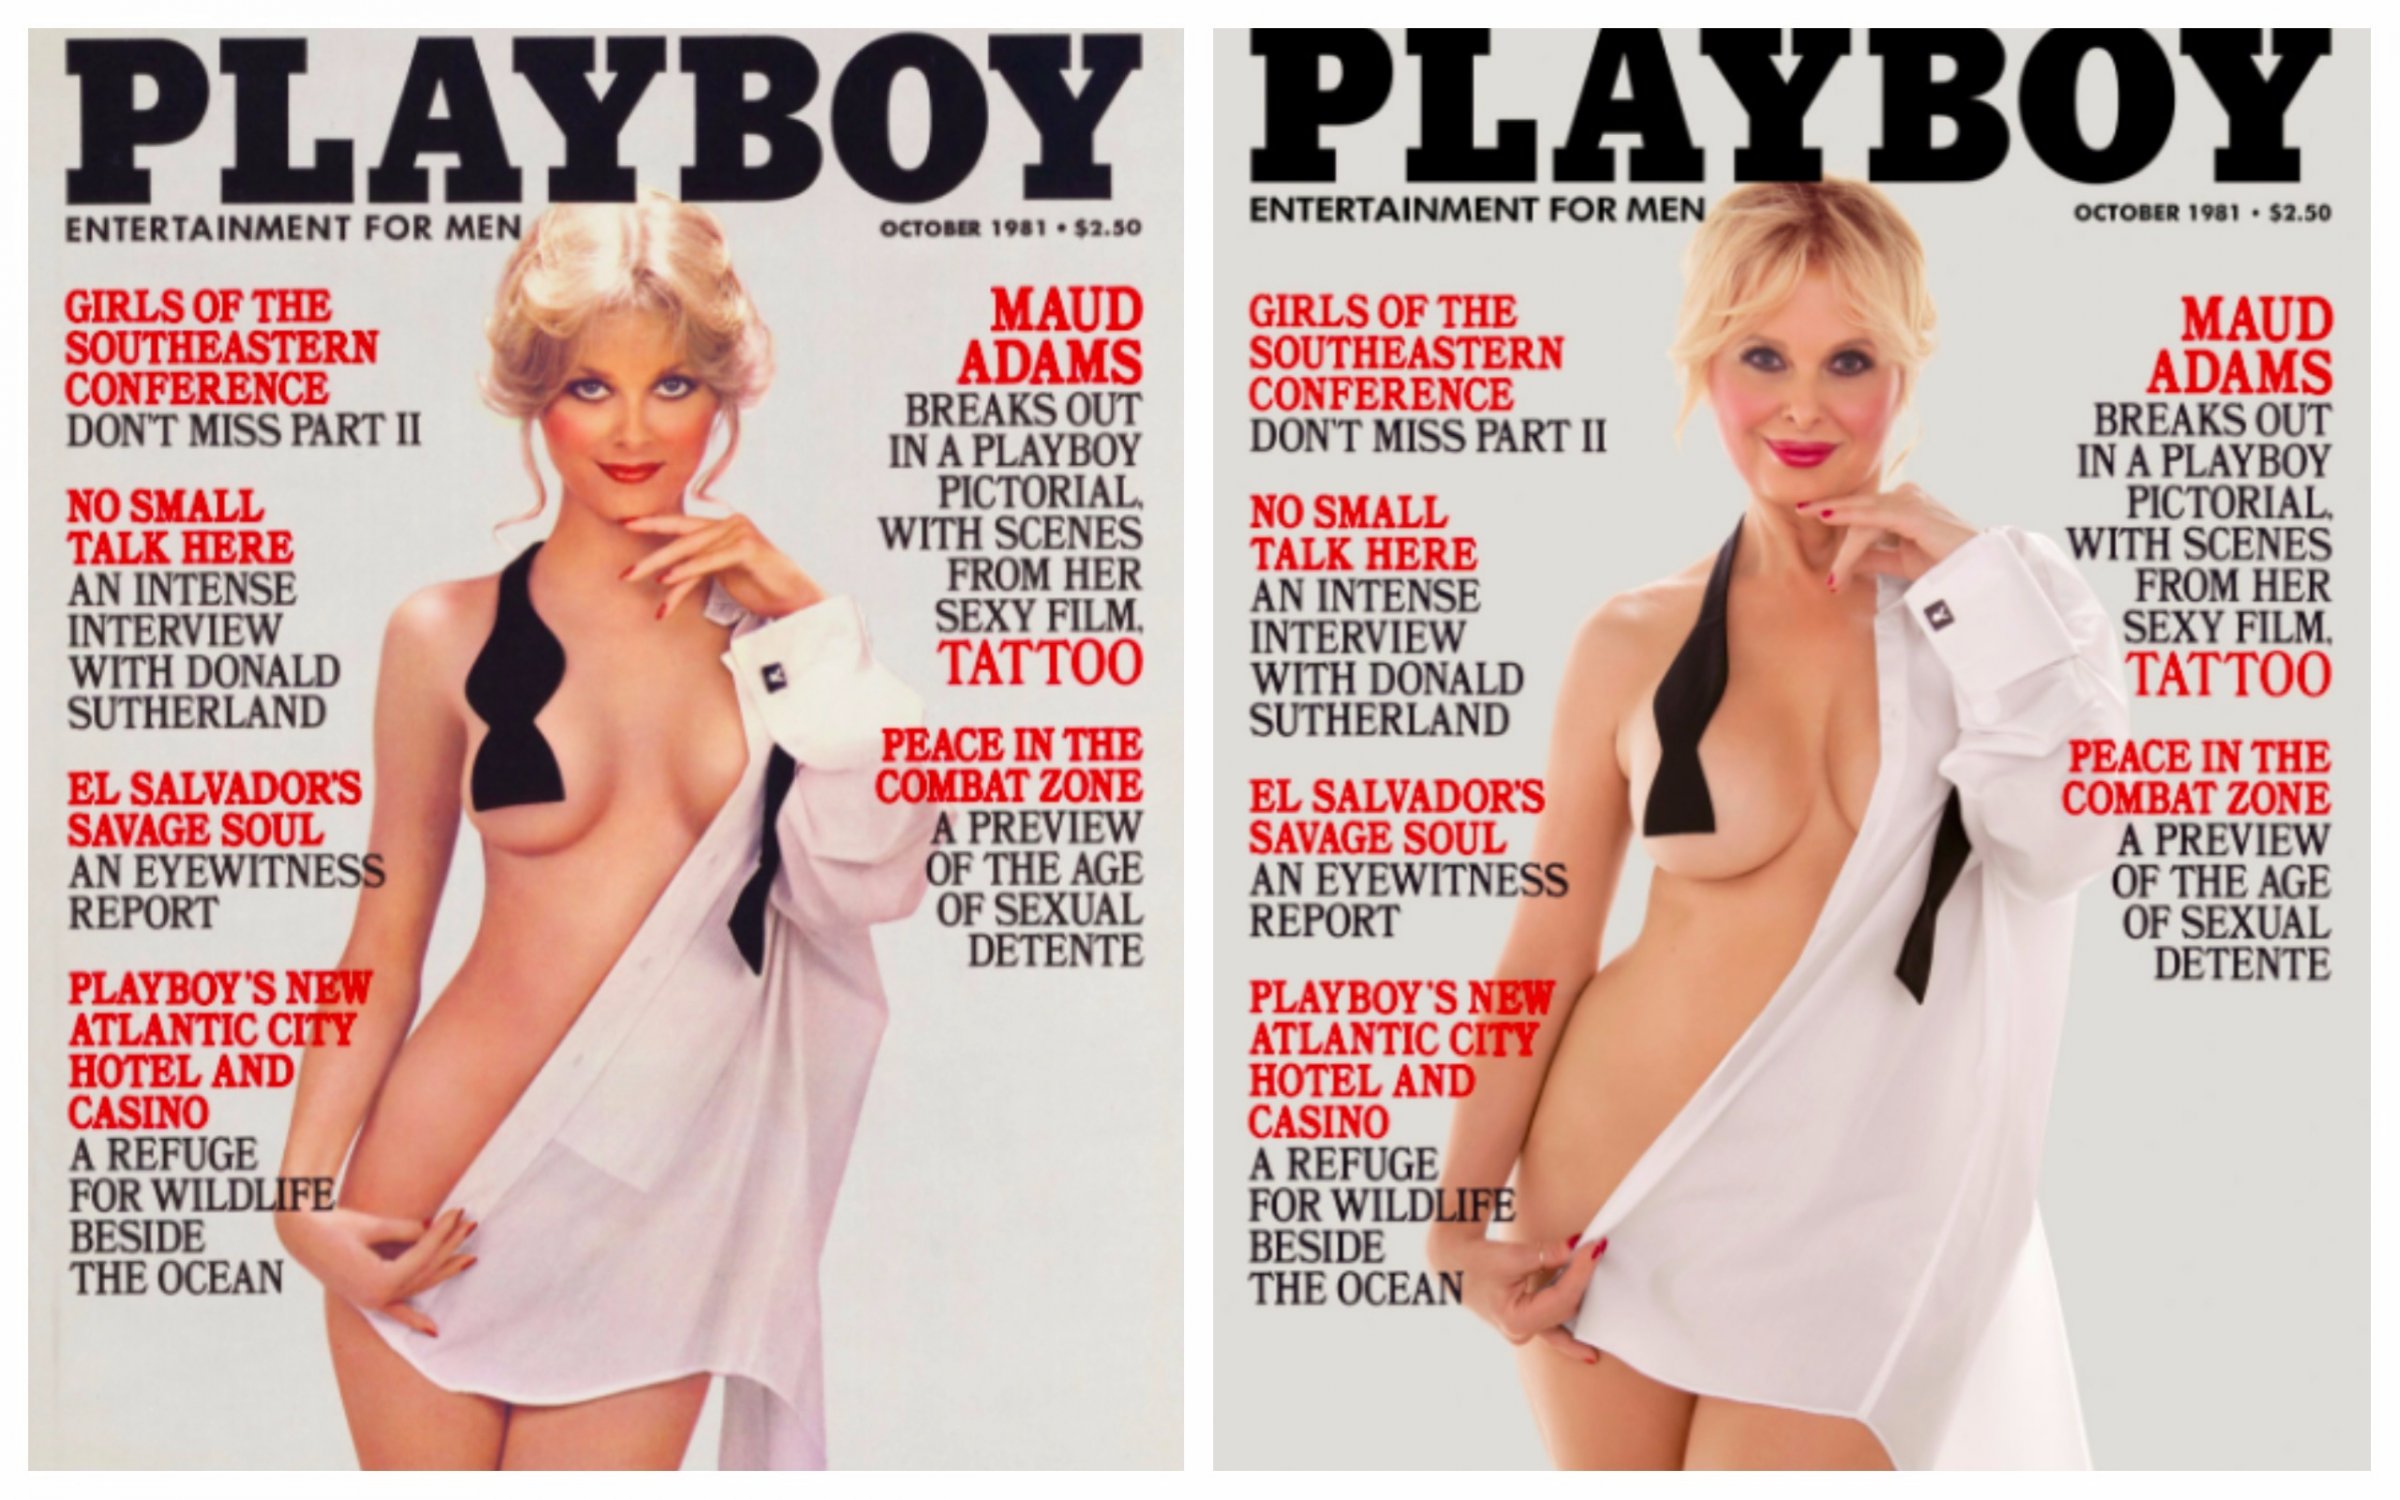 PLAYBOY
ENTERTAINMENT FOR MEN
OCTOBER 1981 • $2.50
GIRLS OF THE
SOUTHEASTERN
CONFERENCE
DON'T MISS PART II
NO SMALL
TALK HERE
AN INTENSE
INTERVIEW
WITH DONALD
SUTHERLAND
EL SALVADOR'S
SAVAGE SOUL
AN EYEWITNESS
REPORT
PLAYBOY'S NEW
ATLANTIC CITY
HOTEL AND
CASINO
A REFUGE
FOR WILDLIFE
BESIDE
THE OCEAN
MAUD
ADAMS
BREAKS OUT
IN A PLAYBOY
PICTORIAL,
WITH SCENES
FROM HER
SEXY FILM,
TATTOO
PEACE IN THE
COMBAT ZONE
A PREVIEW
OF THE AGE
OF SEXUAL
DETENTE
PLAYBOY
ENTERTAINMENT FOR MEN
OCTOBER 1981 • $2.50
GIRLS OF THE
SOUTHEASTERN
CONFERENCE
DON'T MISS PART II
NO SMALL
TALK HERE
AN INTENSE
INTERVIEW
WITH DONALD
SUTHERLAND
EL SALVADOR'S
SAVAGE SOUL
AN EYEWITNESS
REPORT
PLAYBOY'S NEW
ATLANTIC CITY
HOTEL AND
CASINO
A REFUGE
FOR WILDLIFE
BESIDE
THE OCEAN
MAUD
ADAMS
BREAKS OUT
IN A PLAYBOY
PICTORIAL,
WITH SCENES
FROM HER
SEXY FILM,
TATTOO
PEACE IN THE
COMBAT ZONE
A PREVIEW
OF THE AGE
OF SEXUAL
DETENTE